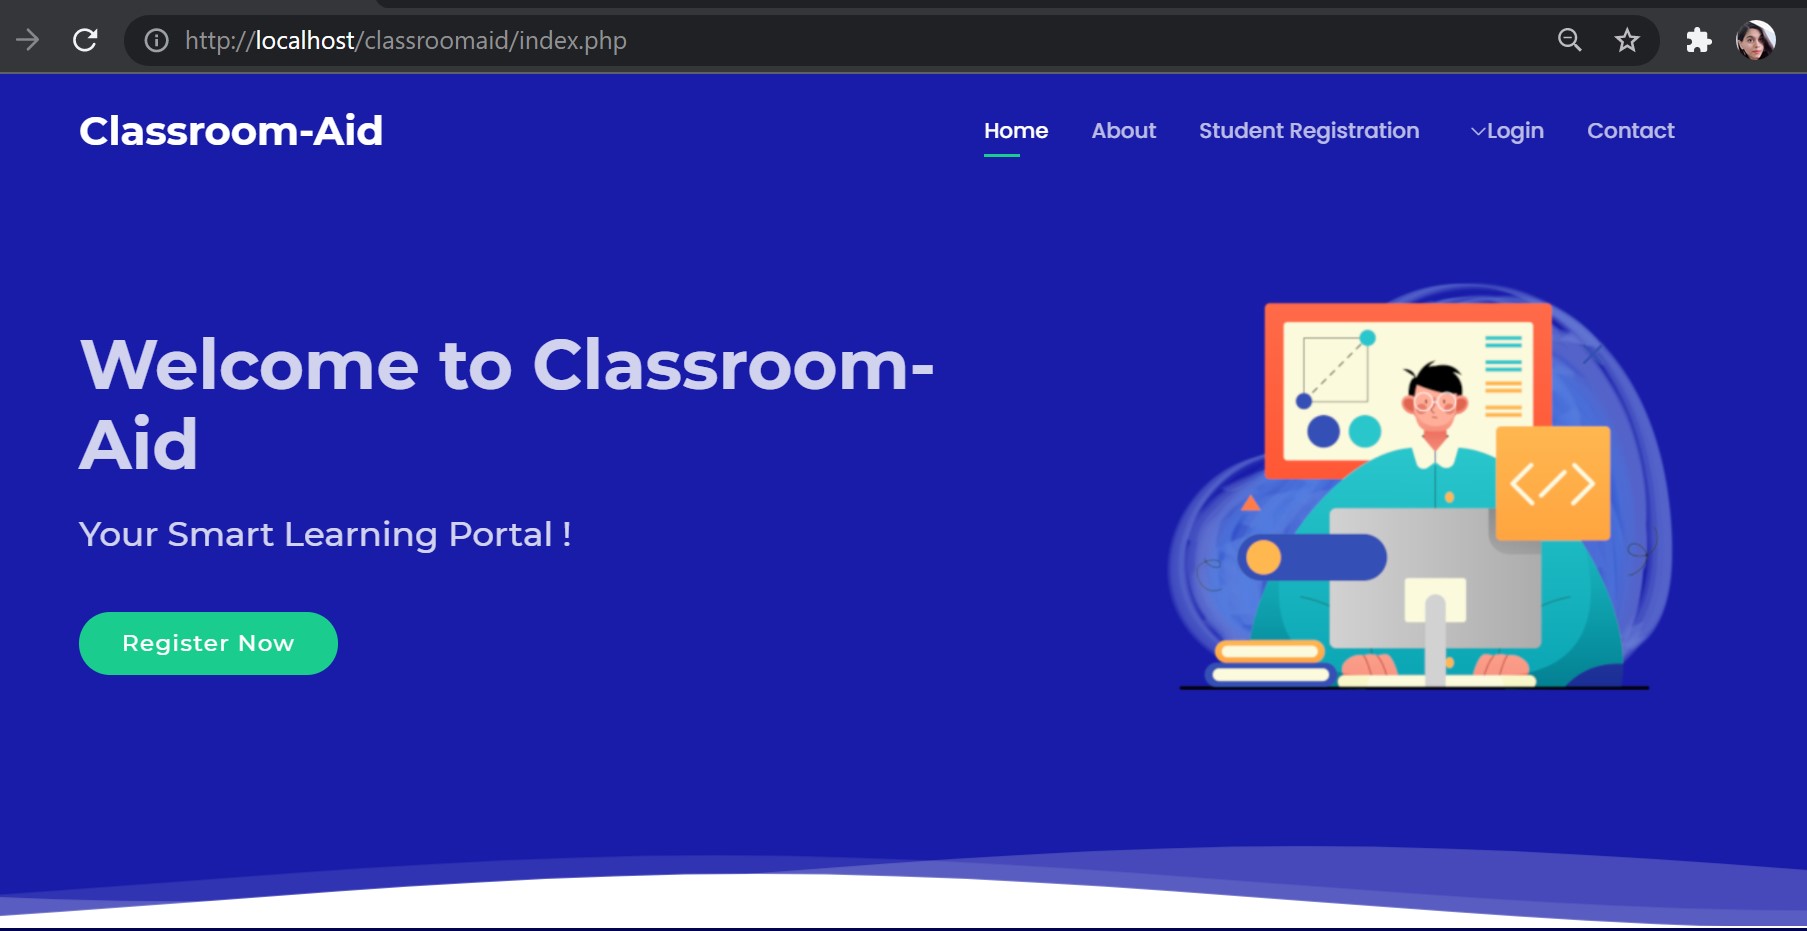 http://localhost/classroomaid/index.php
Classroom-Aid
Home About Student Registration Login Contact
Welcome to Classroom-
Aid
Your Smart Learning Portal !
Register Now